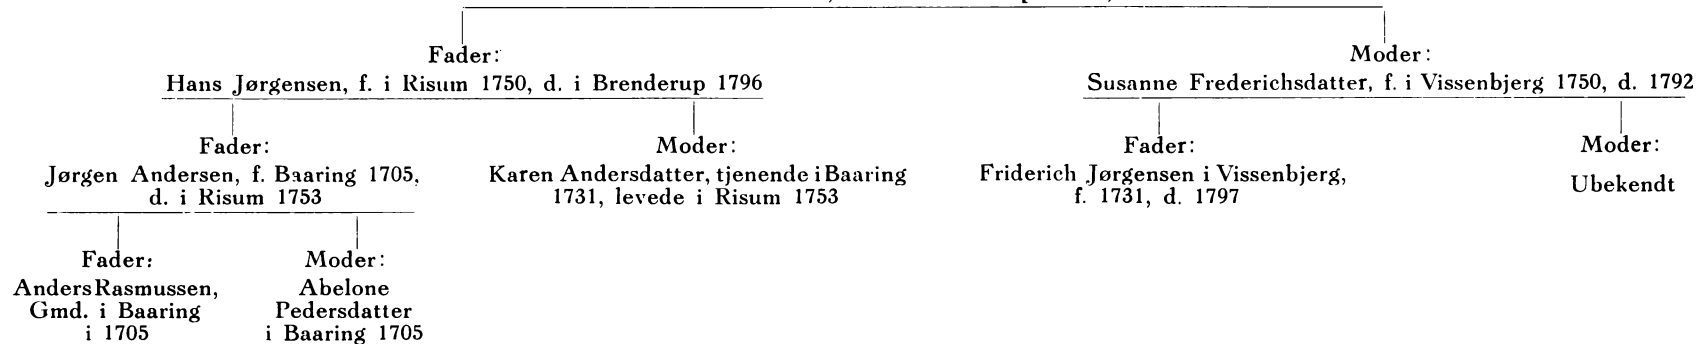 Fader:
Moder:
Hans Jørgensen, f. i Risum 1750, d. i Brenderup 1796
Susanne Frederichsdatter, f. i Vissenbjerg 1750, d. 1792
Fader:
Moder:
Fader:
Moder:
Jørgen Andersen, f. Baaring 1705,
d. i Risum 1753
Karen Andersdatter, tjenende i Baaring
1731, levede i Risum 1753
Friderich Jørgensen i Vissenbjerg,
f. 1731, d. 1797
Ubekendt
Fader:
Moder:
Anders Rasmussen,
Gmd. i Baaring
i 1705
Abelone
Pedersdatter
i Baaring 1705